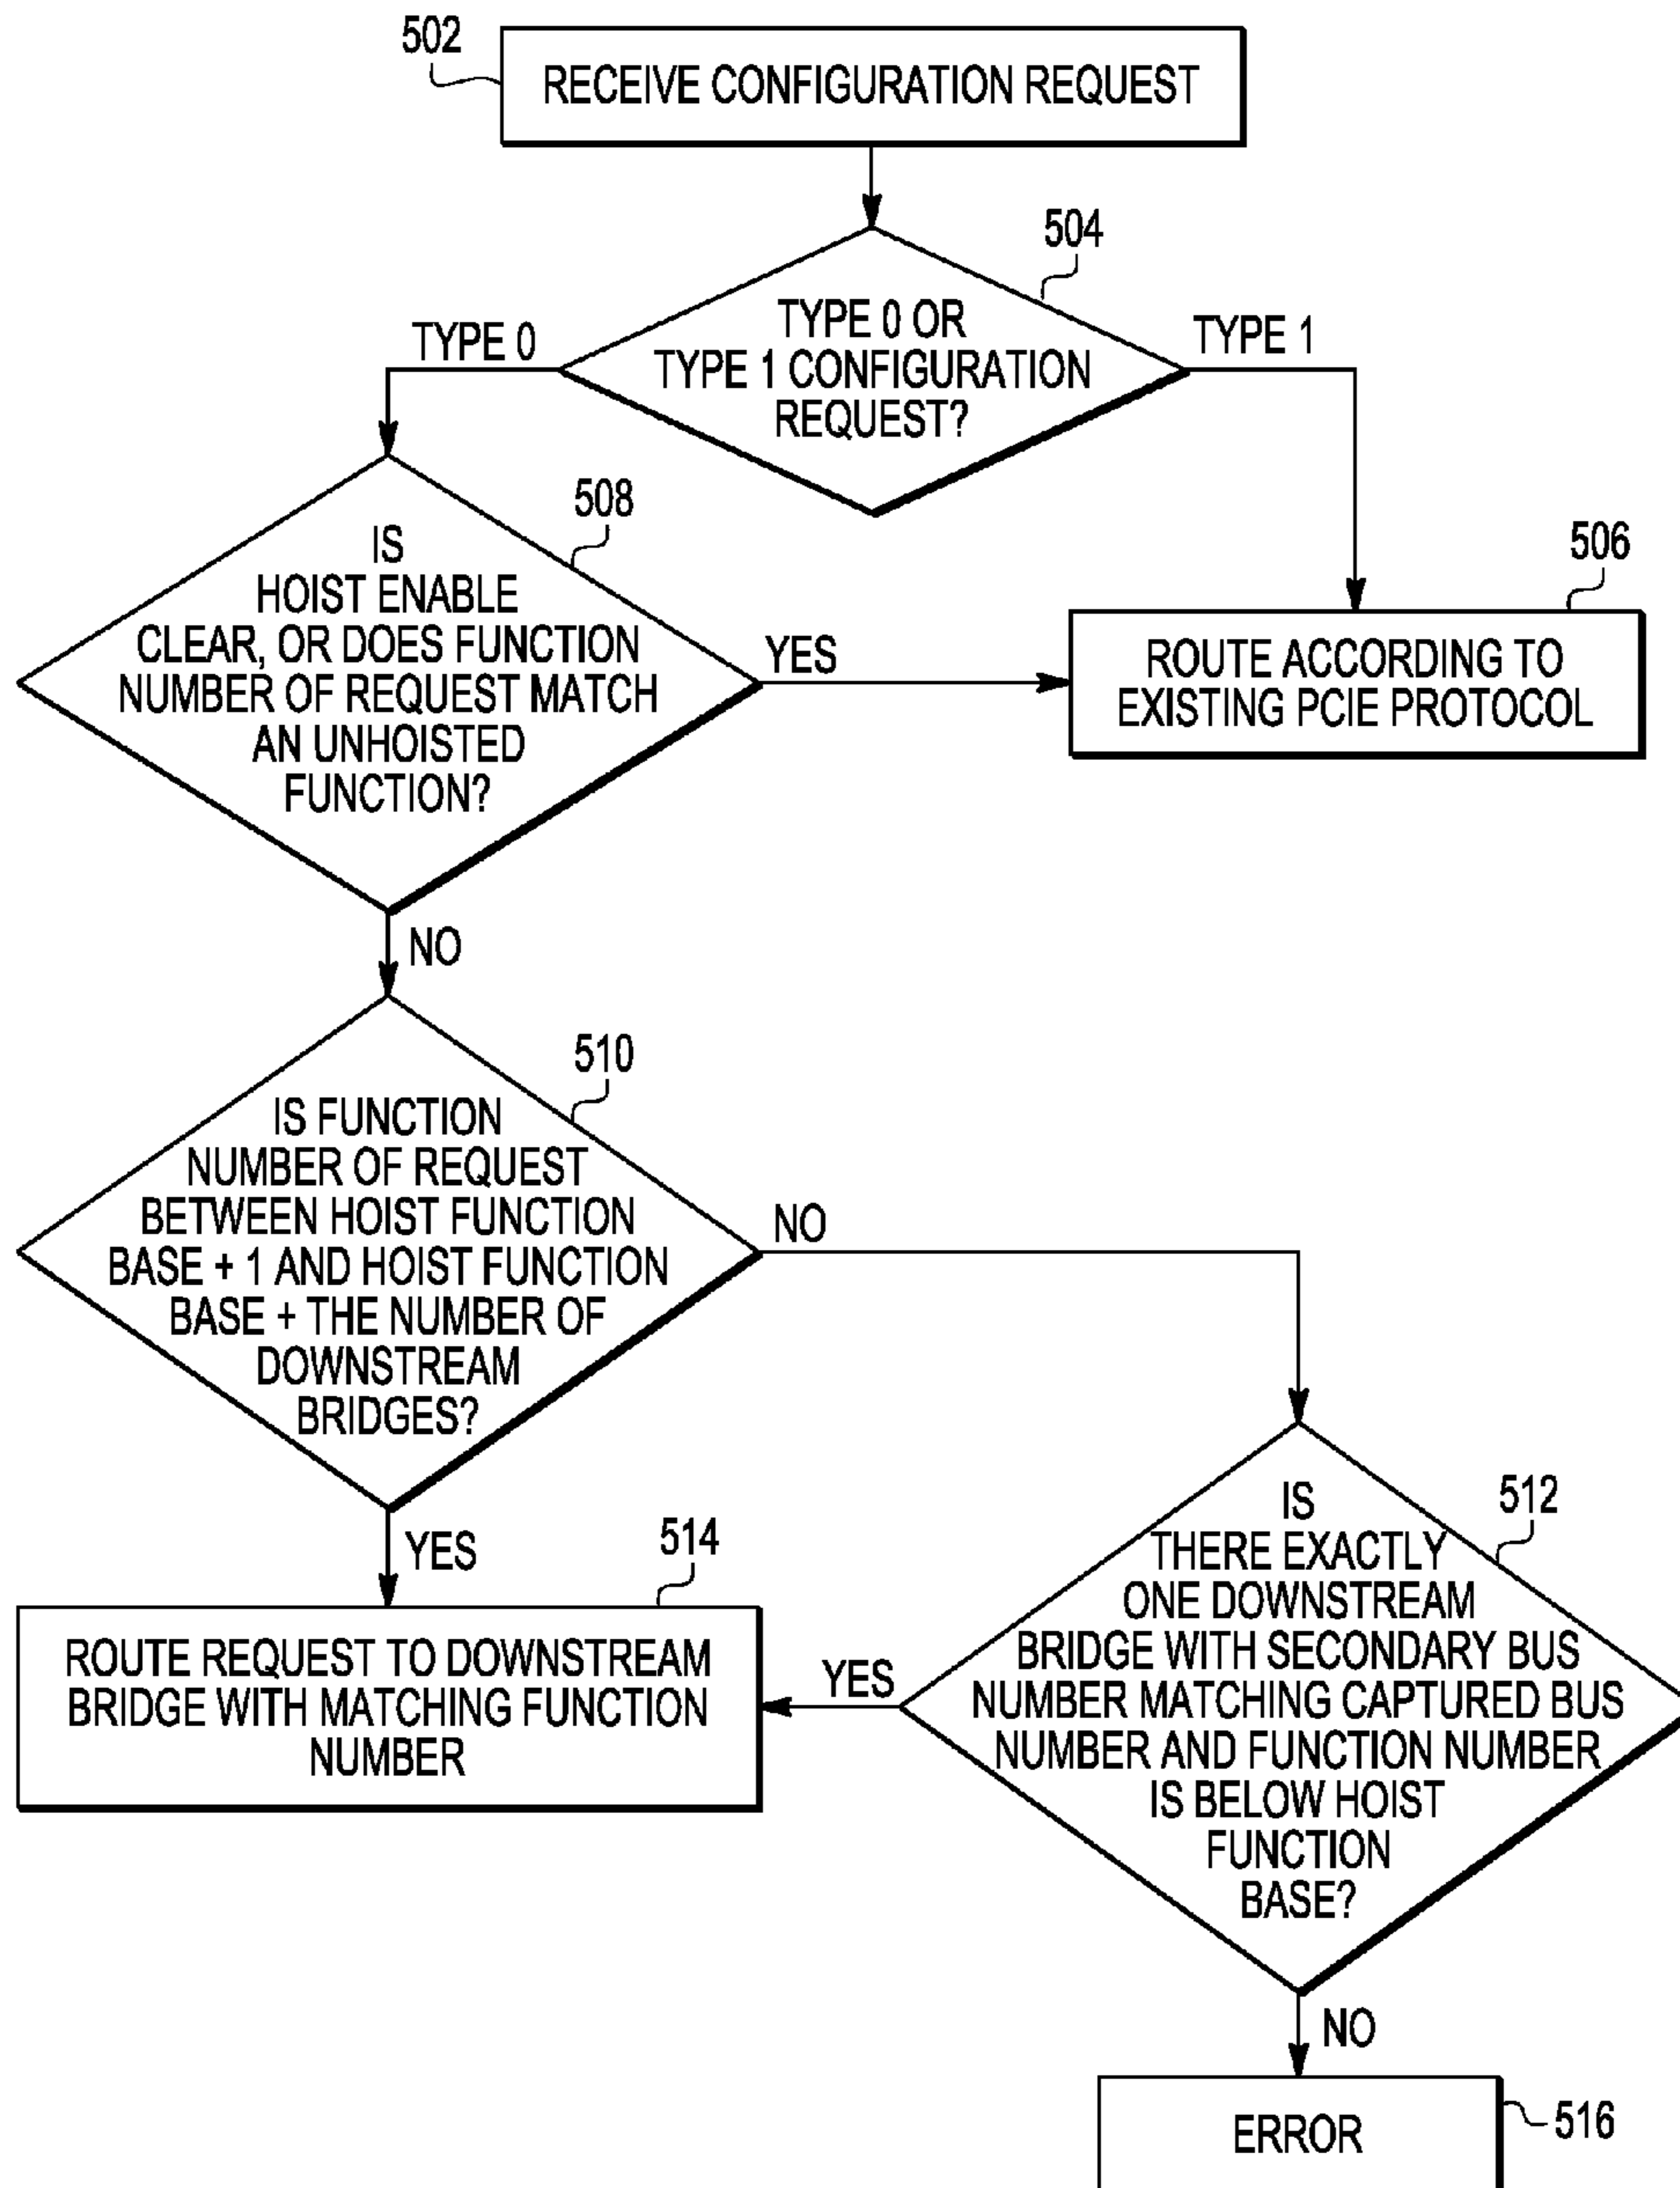 502
RECEIVE CONFIGURATION REQUEST
504
TYPE 0
TYPE 0 OR
TYPE 1 CONFIGURATION
REQUEST?
TYPE 1
508
IS
HOIST ENABLE
CLEAR, OR DOES FUNCTION
NUMBER OF REQUEST MATCH
AN UNHOISTED
FUNCTION?
YES
506
ROUTE ACCORDING TO
EXISTING PCIE PROTOCOL
NO
510
IS FUNCTION
NUMBER OF REQUEST
BETWEEN HOIST FUNCTION
BASE + 1 AND HOIST FUNCTION
BASE + THE NUMBER OF
DOWNSTREAM
BRIDGES?
NO
YES
512
IS
THERE EXACTLY
ONE DOWNSTREAM
BRIDGE WITH SECONDARY BUS
NUMBER MATCHING CAPTURED BUS
NUMBER AND FUNCTION NUMBER
IS BELOW HOIST
FUNCTION
BASE?
YES
514
ROUTE REQUEST TO DOWNSTREAM
BRIDGE WITH MATCHING FUNCTION
NUMBER
NO
ERROR
516